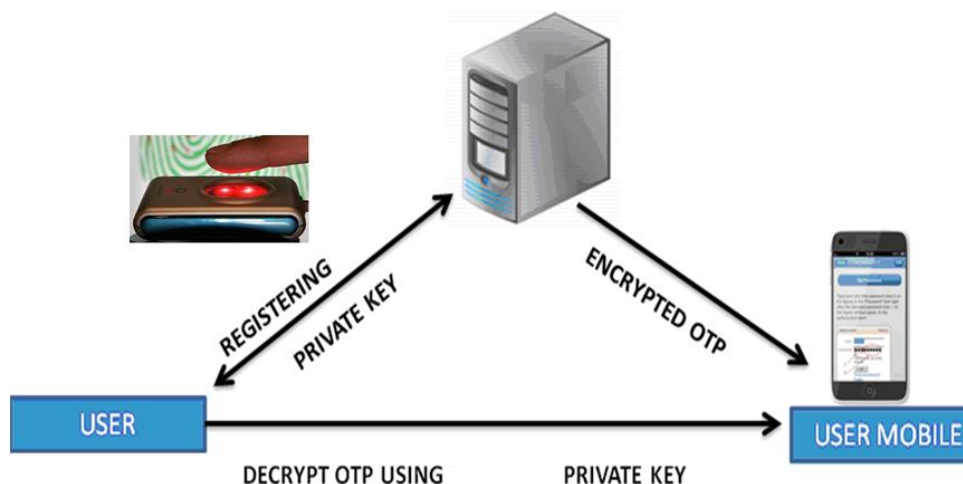 REGISTERING
PRIVATE KEY
ENCRYPTED OTP
USER
USER MOBILE
DECRYPT OTP USING PRIVATE KEY